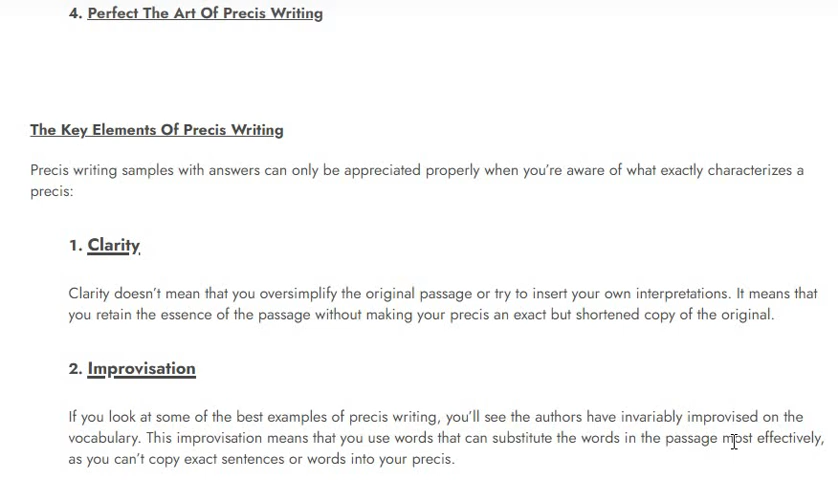 4. Perfect The Art Of Precis Writing
The Key Elements Of Precis Writing
Precis writing samples with answers can only be appreciated properly when you're aware of what exactly characterizes a
precis:
1. Clarity
Clarity doesn't mean that you oversimplify the original passage or try to insert your own interpretations. It means that
you retain the essence of the passage without making your precis an exact but shortened copy of the original.
2. Improvisation
If you look at some of the best examples of precis writing, you'll see the authors have invariably improvised on the
vocabulary. This improvisation means that you use words that can substitute the words in the passage most effectively,
as you can't copy exact sentences or words into your precis.